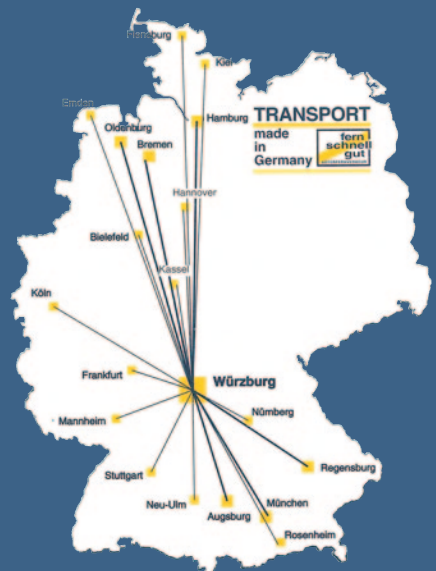 Flensburg
Kiel
Emden
Hamburg
TRANSPORT
made
in
Germany
fern
schnell
gut
Oldenburg
Bremen
Hannover
Bielefeld
Kassel
Köln
Frankfurt
Würzburg
Nürnberg
Mannheim
Regensburg
Stuttgart
Neu-Ulm
Augsburg
München
Rosenheim